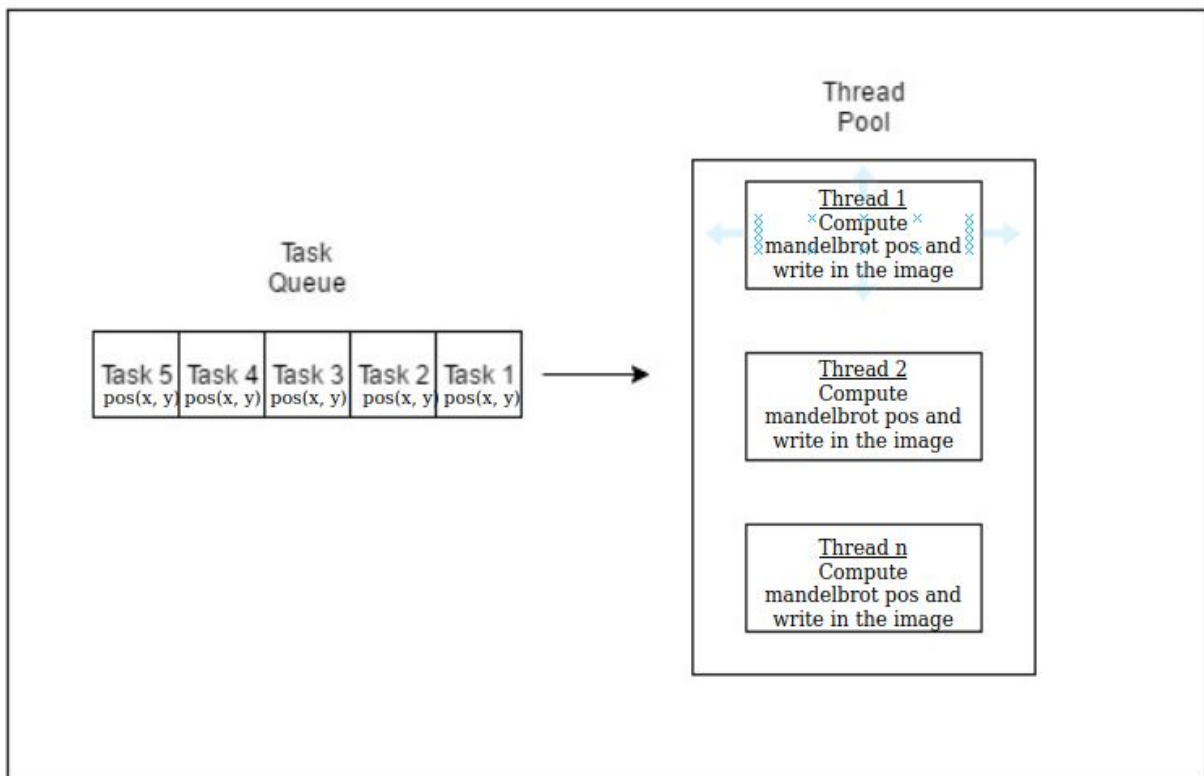 Thread
Pool
Thread 1
Compute
mandelbrot pos and
write in the image
Task
Queue
Task 5 Task 4 Task 3 Task 2 Task 1
pos(x, y) pos(x, y) pos(x, y) pos(x, y) pos(x, y)
Thread 2
Compute
mandelbrot pos and
write in the image
Thread n
Compute
mandelbrot pos and
write in the image